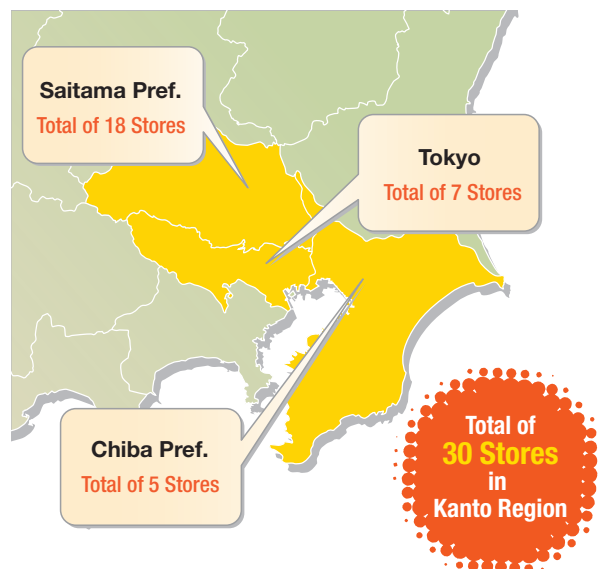 Saitama Pref.
Total of 18 Stores
Tokyo
Total of 7 Stores
Chiba Pref.
Total of 5 Stores
Total of
30 Stores
in
Kanto Region